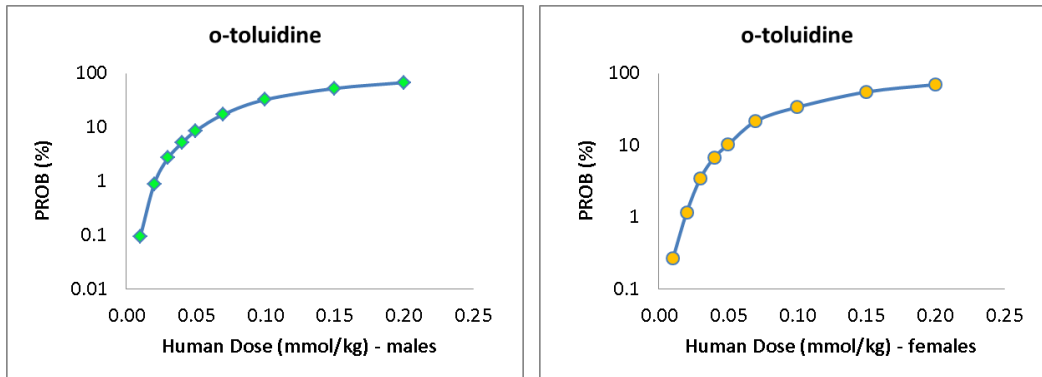 o-toluidine
PROB (%)
100
10
1
0.1
0.01
0.00 0.05 0.10 0.15 0.20 0.25
Human Dose (mmol/kg) - males
o-toluidine
PROB (%)
100
10
1
0.1
0.00 0.05 0.10 0.15 0.20 0.25
Human Dose (mmol/kg) - females